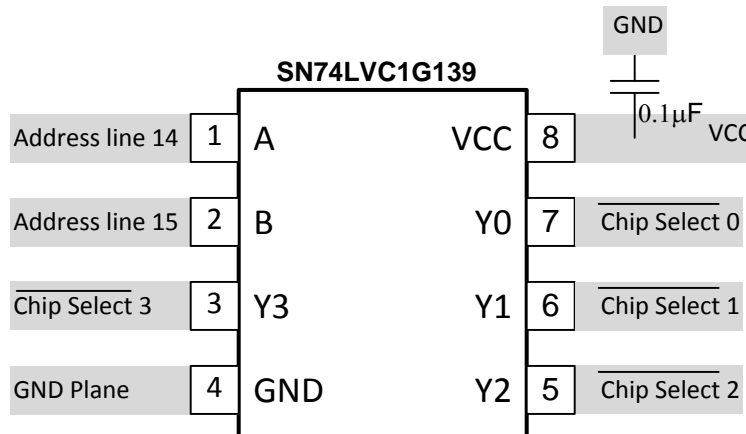 GND
SN74LVC1G139
0.1µF
Address line 14 1 A VCC 8 VCC
Address line 15 2 B Y0 7 Chip Select 0
Chip Select 3 3 Y3 Y1 6 Chip Select 1
GND Plane 4 GND Y2 5 Chip Select 2